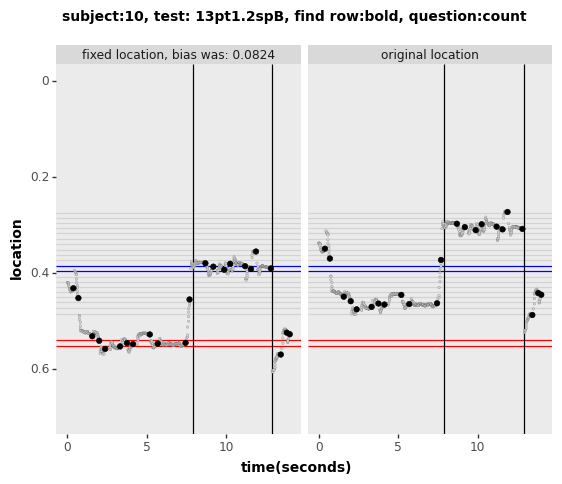 subject:10, test: 13pt1.2spB, find row:bold, question:count
fixed location, bias was: 0.0824
original location
0
0.2
0.4
0.6
location
0 5 10
0 5 10
time(seconds)